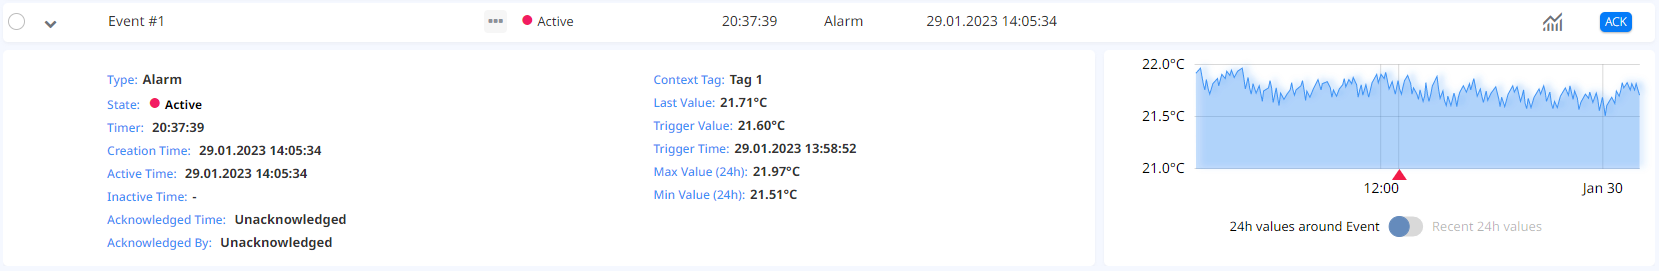 Event #1 ••• Active 20:37:39 Alarm 29.01.2023 14:05:34 ACK
Type: Alarm
State: Active
Timer: 20:37:39
Creation Time: 29.01.2023 14:05:34
Active Time: 29.01.2023 14:05:34
Inactive Time: -
Acknowledged Time: Unacknowledged
Acknowledged By: Unacknowledged
Context Tag: Tag 1
Last Value: 21.71°C
Trigger Value: 21.60°C
Trigger Time: 29.01.2023 13:58:52
Max Value (24h): 21.97°C
Min Value (24h): 21.51°C
22.0°C
21.5°C
21.0°C
12:00 Jan 30
24h values around Event Recent 24h values